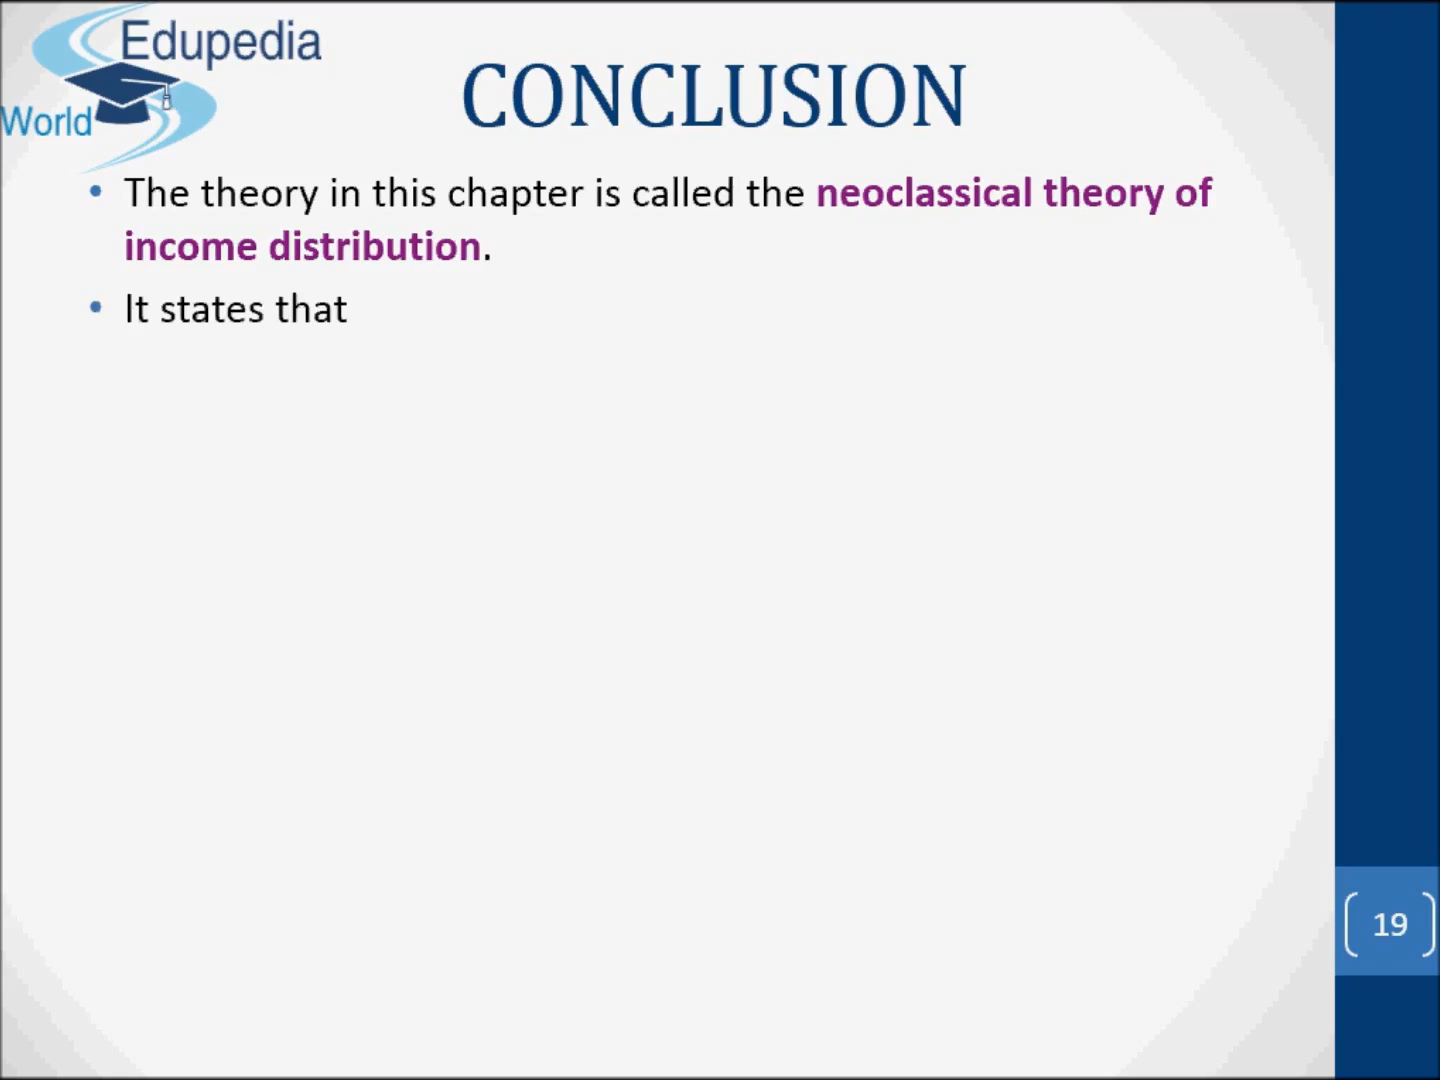 Edupedia
World
CONCLUSION
• The theory in this chapter is called the neoclassical theory of
income distribution.
• It states that
19